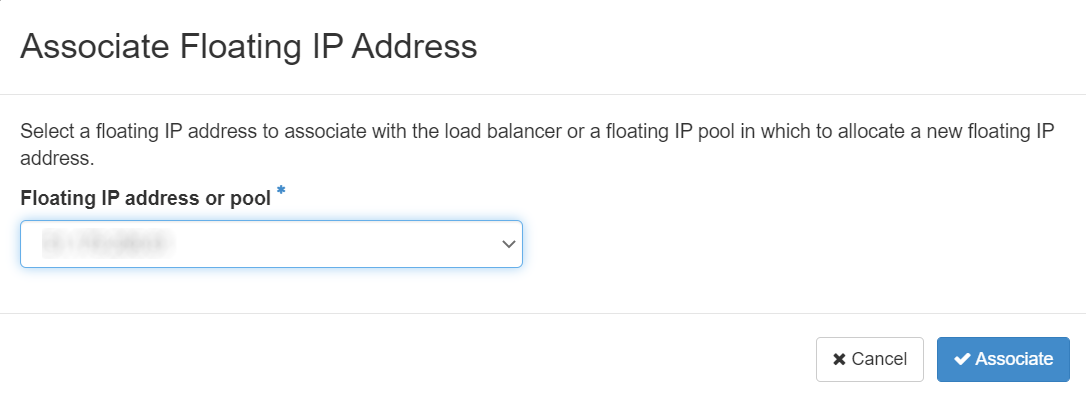 Associate Floating IP Address
Select a floating IP address to associate with the load balancer or a floating IP pool in which to allocate a new floating IP
address.
Floating IP address or pool *
Cancel
Associate